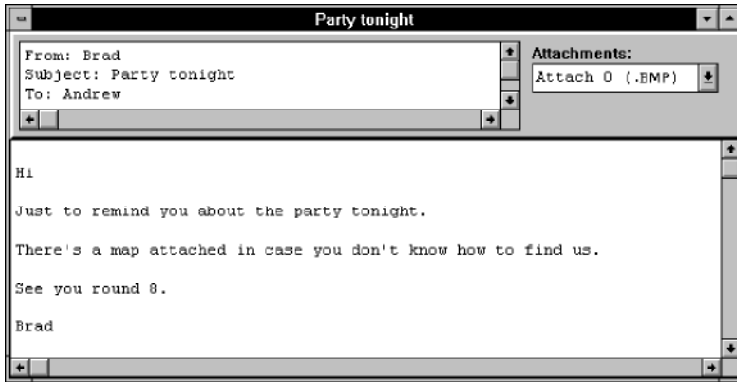 Party tonight
From: Brad
Subject: Party tonight
To: Andrew
Attachments:
Attach 0 (.BMP)
Hi
Just to remind you about the party tonight.
There's a map attached in case you don't know how to find us.
See you round 8.
Brad